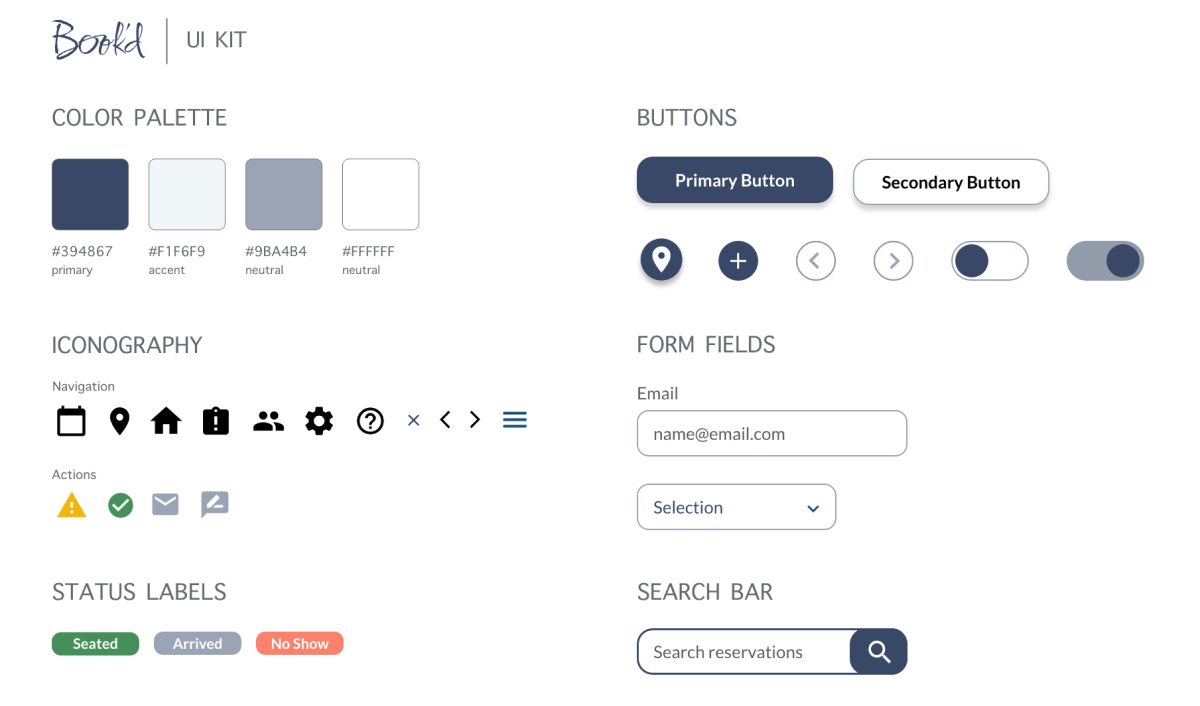 Book'd
UI KIT
COLOR PALETTE
#394867
primary
#F1F6F9
accent
#9BA4B4
neutral
#FFFFFF
neutral
BUTTONS
Primary Button
Secondary Button
ICONOGRAPHY
Navigation
Actions
FORM FIELDS
Email
name@email.com
Selection
STATUS LABELS
Seated
Arrived
No Show
SEARCH BAR
Search reservations